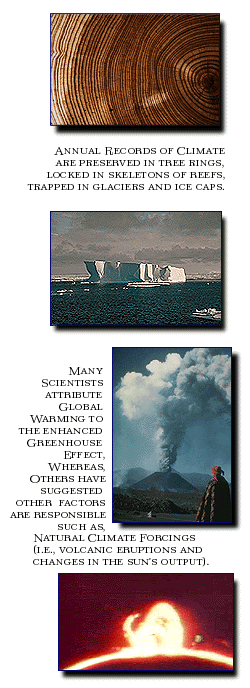 Annual Records of Climate
are preserved in tree rings,
locked in skeletons of reefs,
trapped in glaciers and ice caps.
Many
Scientists
attribute
Global
Warming to
the enhanced
Greenhouse
Effect,
Whereas,
Others have
suggested
other factors
are responsible
such as,
Natural Climate Forcings
(i.e., volcanic eruptions and
changes in the sun's output).